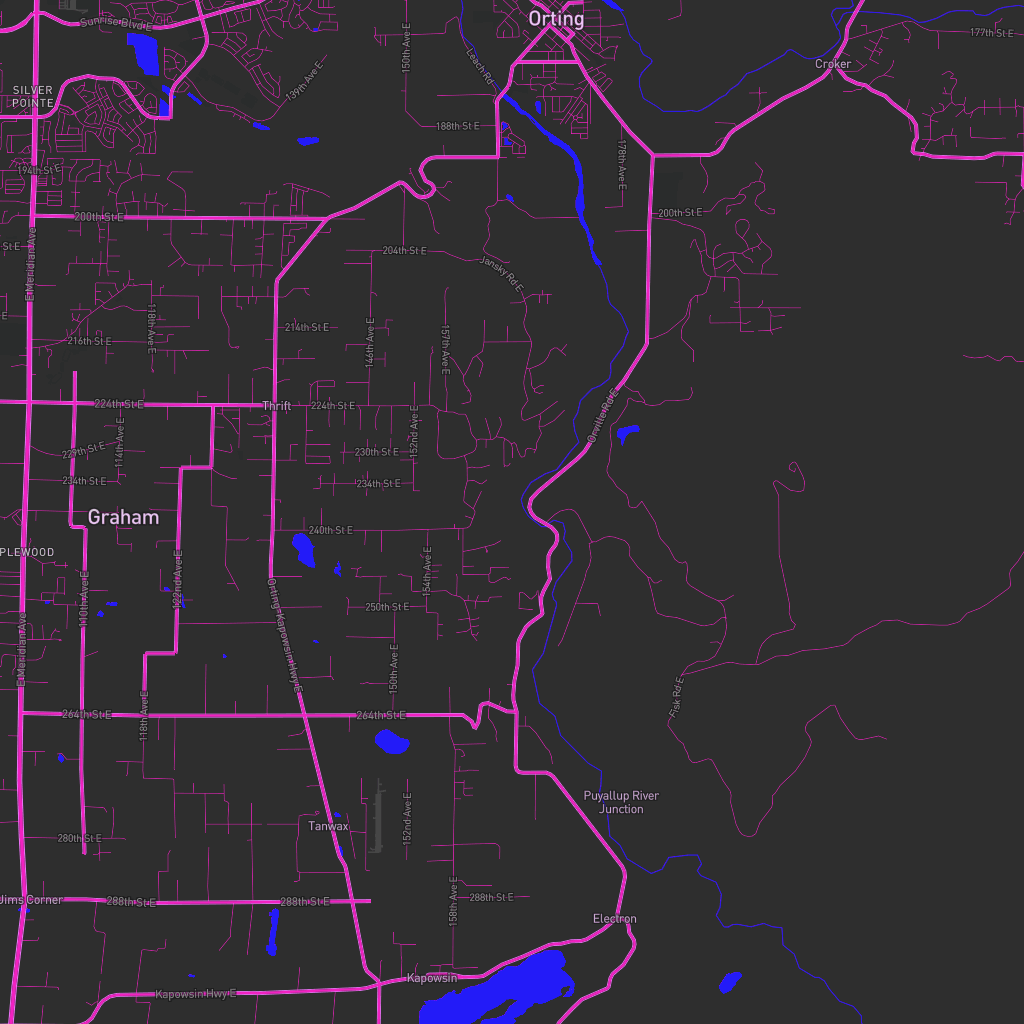 Orting
Sunrise Blvd E
150th Ave E
Leach Rd
177th St E
Croker
139th Ave E
SILVER
POINTE
188th St E
178th Ave E
194th St E
200th St E
200th St E
E Meridian Ave
St E
204th St E
Jansky Rd E
E
118th Ave E
214th St E
146th Ave E
157th Ave E
216th St E
224th St E
Thrift
224th St E
152nd Ave E
Orville Rd E
114th Ave E
229th St E
230th St E
234th St E
234th St E
Graham
240th St E
PLEWOOD
122nd Ave E
154th Ave E
110th Ave E
250th St E
Orting-Kapowsin Hwy E
E Meridian Ave
150th Ave E
Fisk Rd E
118th Ave E
264th St E
264th St E
Puyallup River
Junction
152nd Ave E
Tanwax
280th St E
158th Ave E
Jims Corner
288th St E
288th St E
288th St E
Electron
Kapowsin
Kapowsin Hwy E